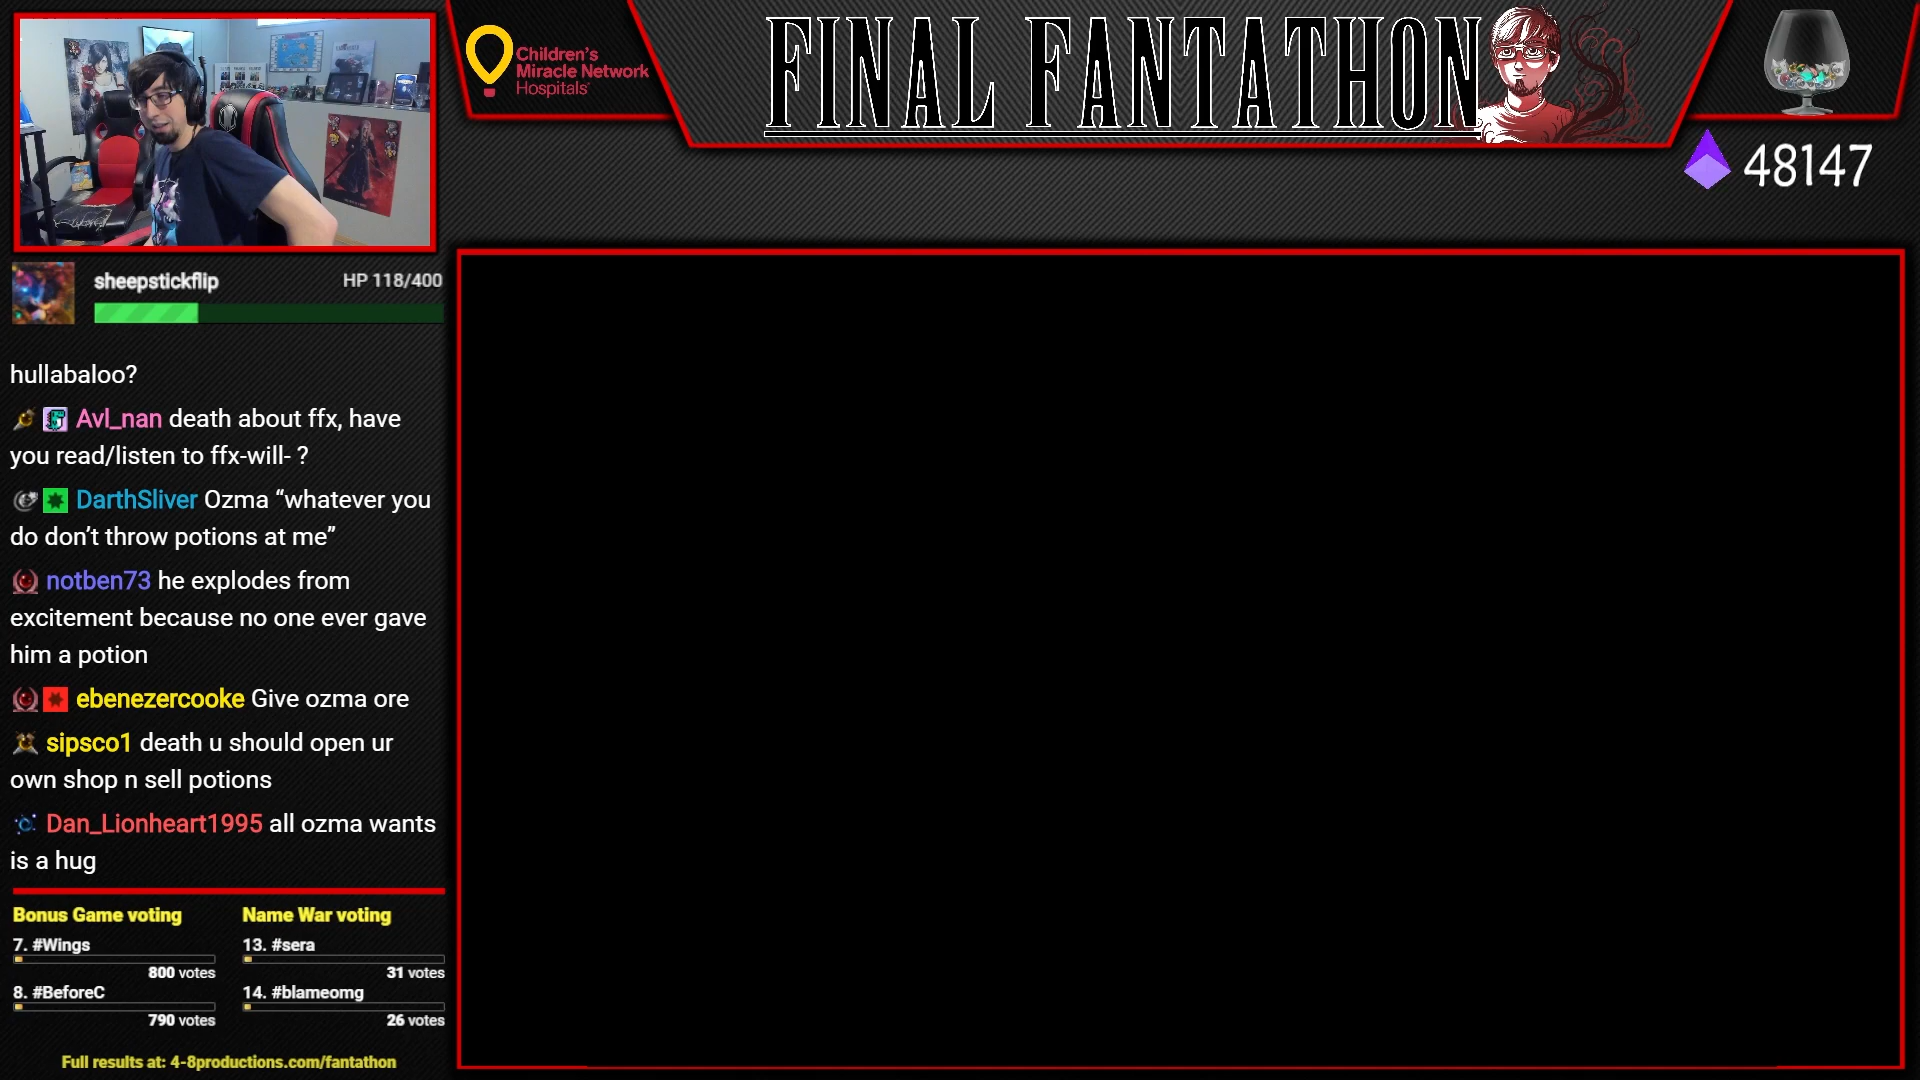 Children's
Miracle Network
Hospitals
FINAL FANTATHON
48147
sheepstickflip HP 118/400
hullabaloo?
Avl_nan death about ffx, have
you read/listen to ffx-will- ?
DarthSliver Ozma “whatever you
do don’t throw potions at me”
notben73 he explodes from
excitement because no one ever gave
him a potion
ebenezercooke Give ozma ore
sipsco1 death u should open ur
own shop n sell potions
Dan_Lionheart1995 all ozma wants
is a hug
Bonus Game voting
7. #Wings
800 votes
8. #BeforeC
790 votes
Name War voting
13. #sera
31 votes
14. #blameomg
26 votes
Full results at: 4-8productions.com/fantathon